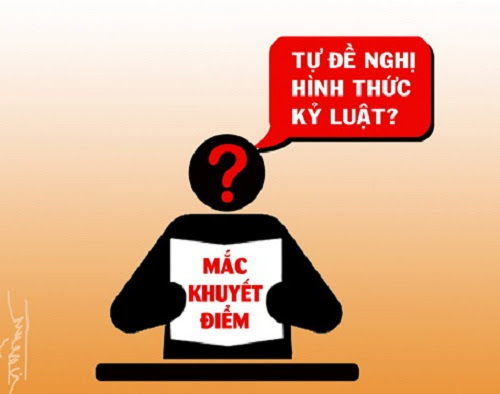 TỰ ĐỀ NGHỊ
HÌNH THỨC
KỶ LUẬT?
?
MẮC
KHUYẾT
ĐIỂM